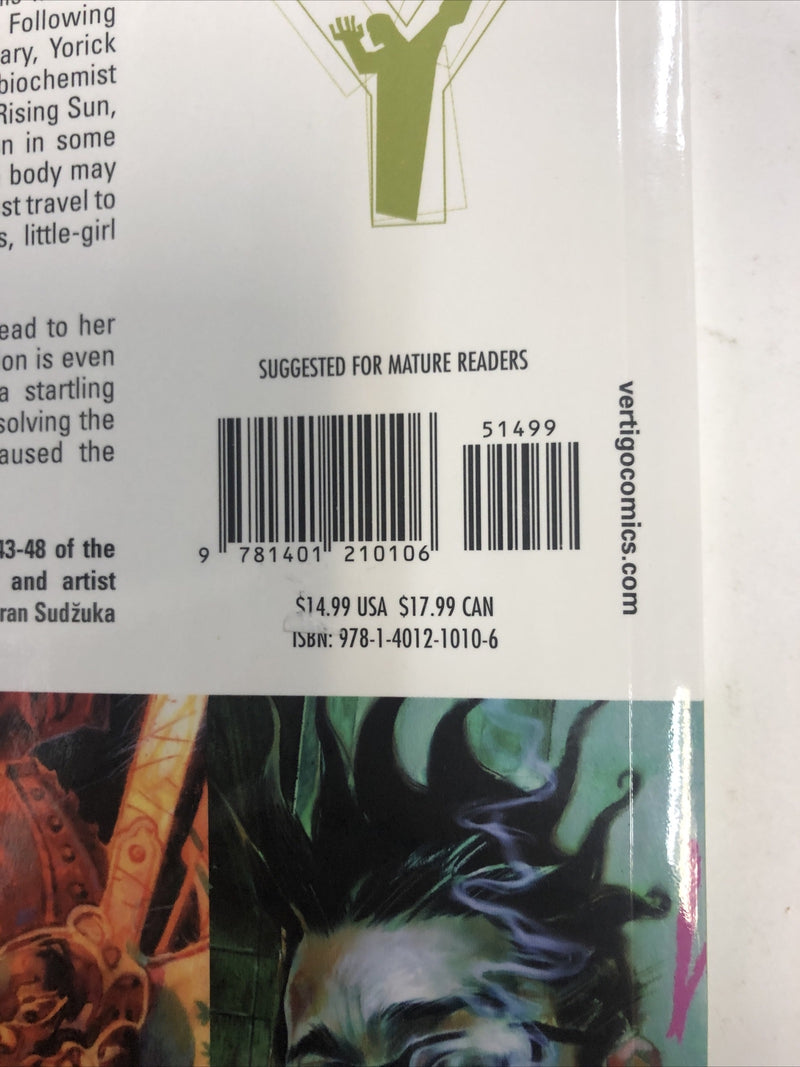 Following
ary, Yorick
biochemist
Rising Sun,
n in some
body may
st travel to
s, little-girl
ead to her
on is even
a startling
solving the
aused the
43-48 of the
and artist
ran Sudžuka
SUGGESTED FOR MATURE READERS
51499
9 781401 210106
$14.99 USA $17.99 CAN
ISBN: 978-1-4012-1010-6
vertigocomics.com